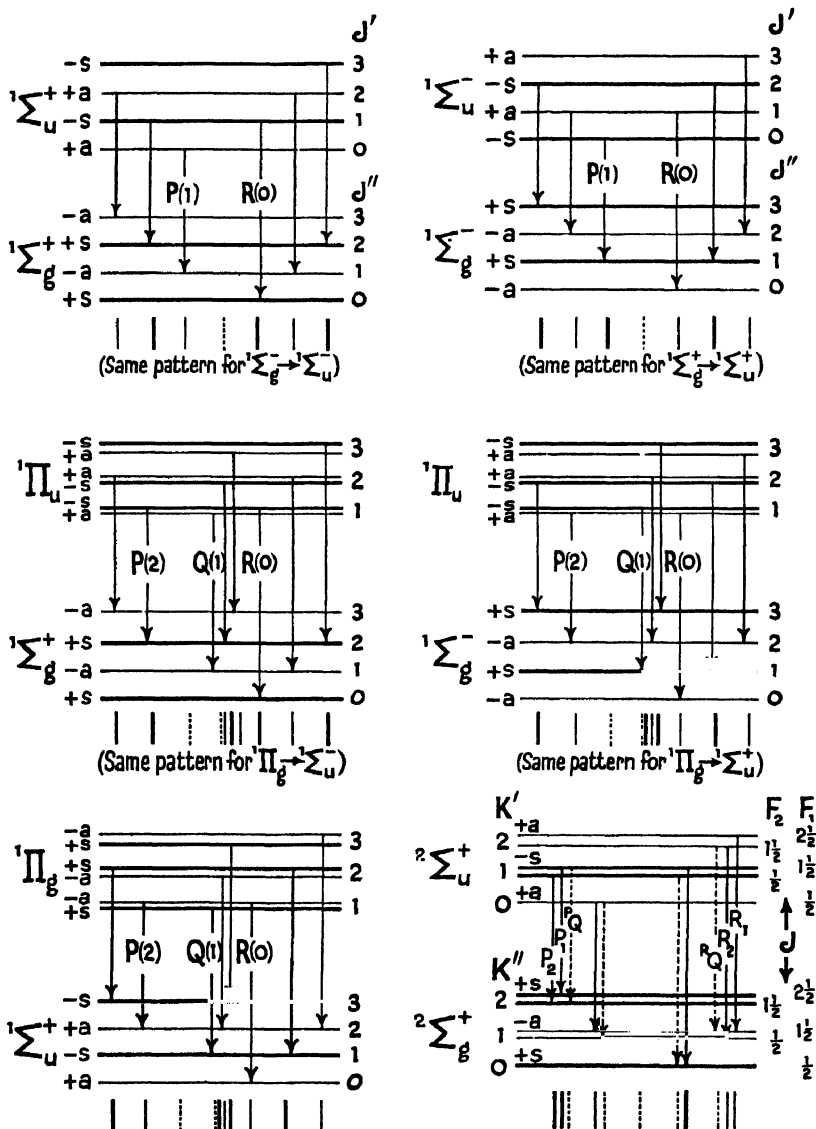 J'
−s 3
¹Σᵤ⁺ +a 2
−s 1
+a 0
P(1) R(0)
J"
−a 3
¹Σg⁺ +s 2
−a 1
+s 0
(Same pattern for ¹Σg⁻→¹Σᵤ⁻)
J'
+a 3
¹Σᵤ⁻ −s 2
+a 1
−s 0
P(1) R(0)
J"
+s 3
¹Σg⁻ −a 2
+s 1
−a 0
(Same pattern for ¹Σg⁺→¹Σᵤ⁺)
−s
+a 3
¹Πᵤ +a
−s 2
−s
+a 1
P(2) Q(1) R(0)
−a 3
¹Σg⁺ +s 2
−a 1
+s 0
(Same pattern for ¹Πg→¹Σᵤ⁻)
−s
+a 3
¹Πᵤ +a
−s 2
−s
+a 1
P(2) Q(1) R(0)
+s 3
¹Σg⁻ −a 2
+s 1
−a 0
(Same pattern for ¹Πg→¹Σᵤ⁺)
−a
+s 3
¹Πg +s
−a 2
−a
+s 1
P(2) Q(1) R(0)
−s 3
¹Σᵤ⁺ +a 2
−s 1
+a 0
K' F₂ F₁
²Σᵤ⁺ 2 +a 1½ 2½
1 −s ½ 1½
0 +a ½
P₂ P₁ ᴾQ ᴿQ R₂ R₁ J
K"
2 +s 1½ 2½
²Σg⁺ 1 −a ½ 1½
0 +s ½